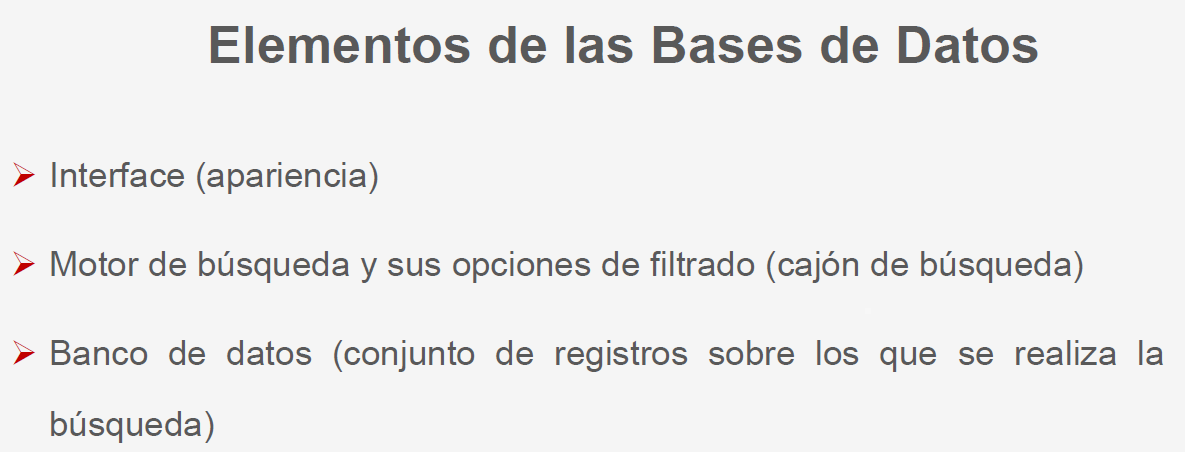 Elementos de las Bases de Datos
Interface (apariencia)
Motor de búsqueda y sus opciones de filtrado (cajón de búsqueda)
Banco de datos (conjunto de registros sobre los que se realiza la
búsqueda)